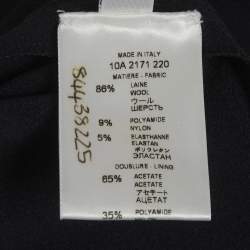 MADE IN ITALY
10A 2171 220
MATIERE - FABRIC
86% LAINE
WOOL
ウール
ШЕРСТЬ
9% POLYAMIDE
NYLON
5% ELASTHANNE
ELASTAN
ポリウレタン
ЭЛАСТАН
DOUBLURE - LINING
65% ACETATE
ACETATE
アセテート
АЦЕТАТ
35% POLYAMIDE
84438225